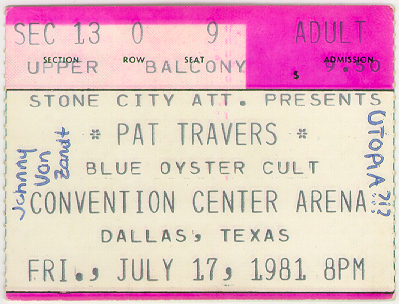 SEC 13 0 9 ADULT
SECTION ROW SEAT ADMISSION
UPPER BALCONY $ 9.50
STONE CITY ATT. PRESENTS
* PAT TRAVERS *
BLUE OYSTER CULT
CONVENTION CENTER ARENA
DALLAS, TEXAS
FRI., JULY 17, 1981 8PM
Johnny
Van
Zandt
UTOPIA?!?